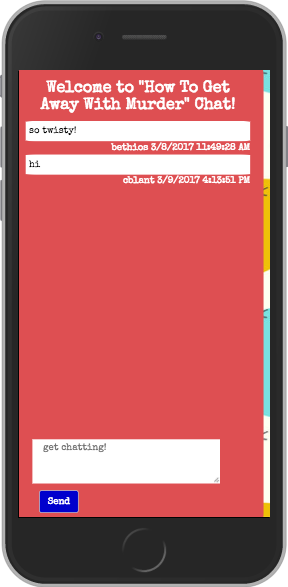 Welcome to "How To Get
Away With Murder" Chat!
so twisty!
bethios 3/8/2017 11:49:28 AM
hi
oblant 3/9/2017 4:13:51 PM
get chatting!
Send